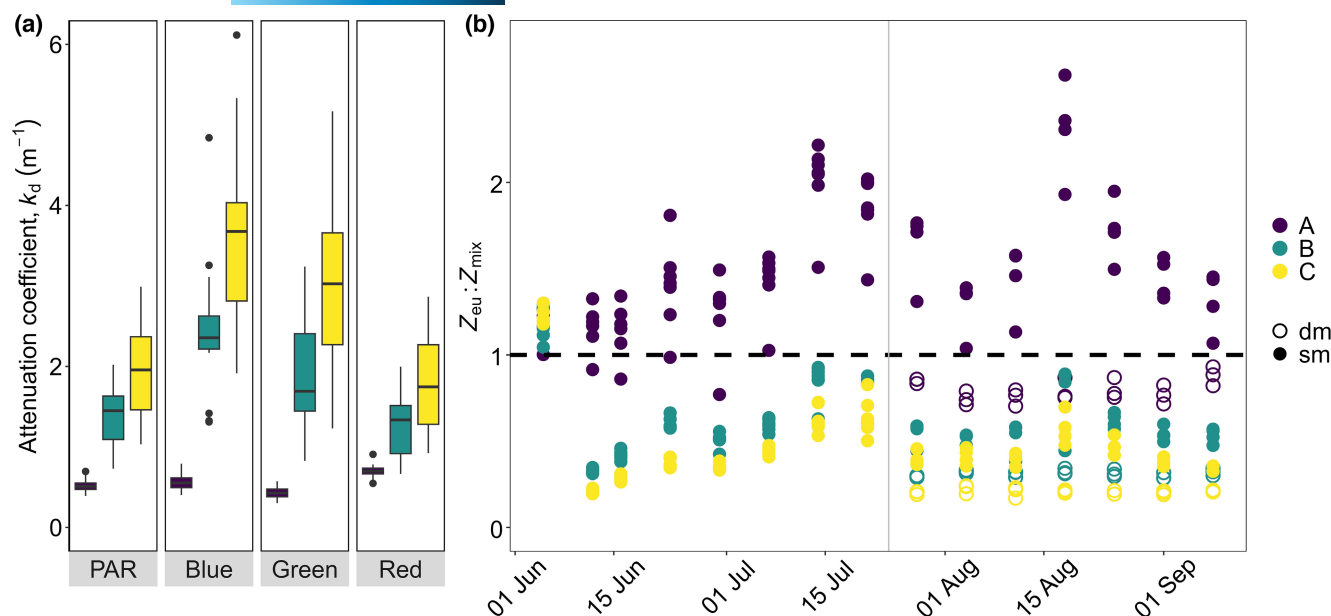 (a)
Attenuation coefficient, kd (m−1)
6
4
2
0
PAR
Blue
Green
Red
(b)
Zeu : Zmix
2
1
0
01 Jun
15 Jun
01 Jul
15 Jul
01 Aug
15 Aug
01 Sep
A
B
C
dm
sm